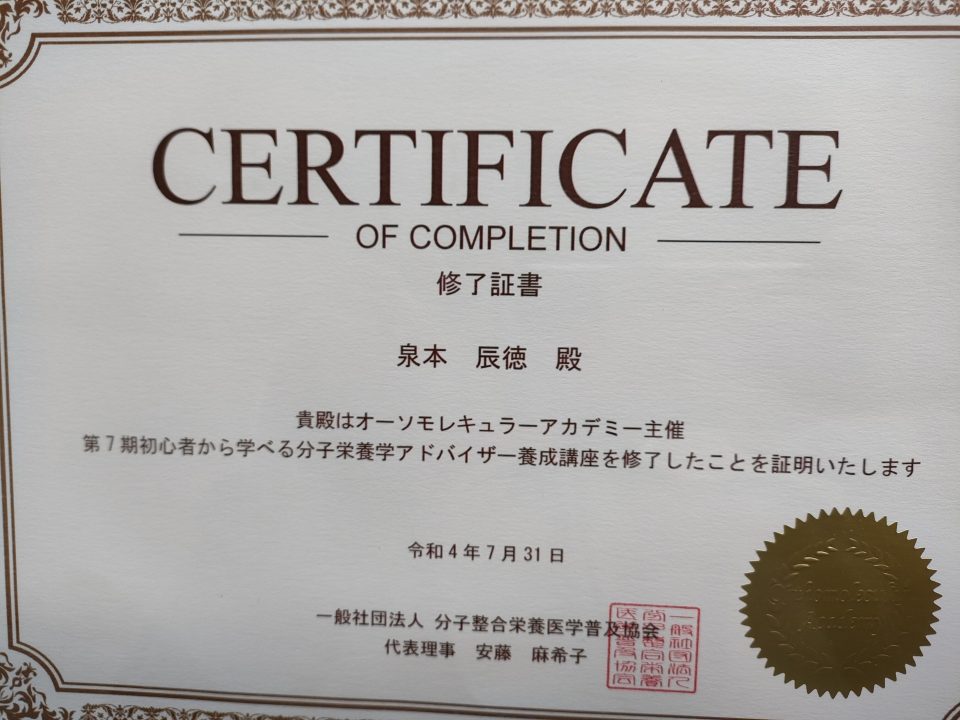 CERTIFICATE
OF COMPLETION
修了証書
泉本 辰徳 殿
貴殿はオーソモレキュラーアカデミー主催
第7期初心者から学べる分子栄養学アドバイザー養成講座を修了したことを証明いたします
令和4年7月31日
一般社団法人 分子整合栄養医学普及協会
代表理事 安藤 麻希子
Academy